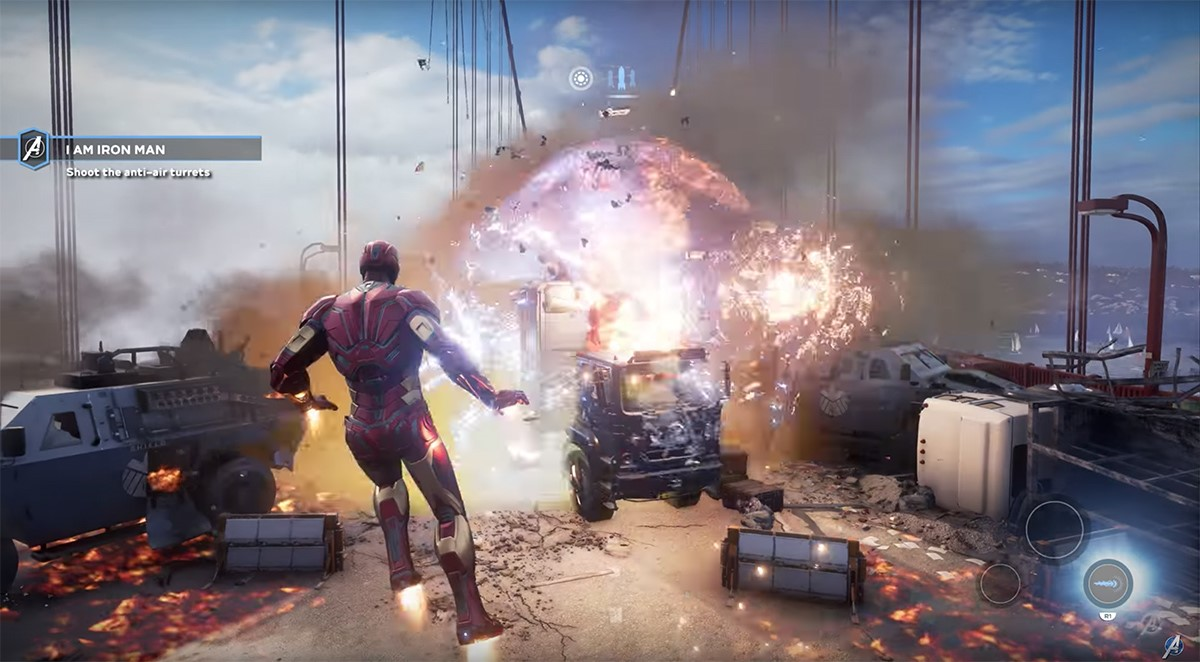 I AM IRON MAN
Shoot the anti-air turrets
R1